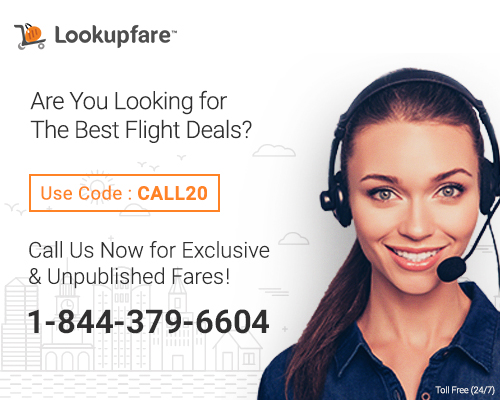 Lookupfare™
Are You Looking for
The Best Flight Deals?
Use Code : CALL20
Call Us Now for Exclusive
& Unpublished Fares!
1-844-379-6604
Toll Free (24/7)